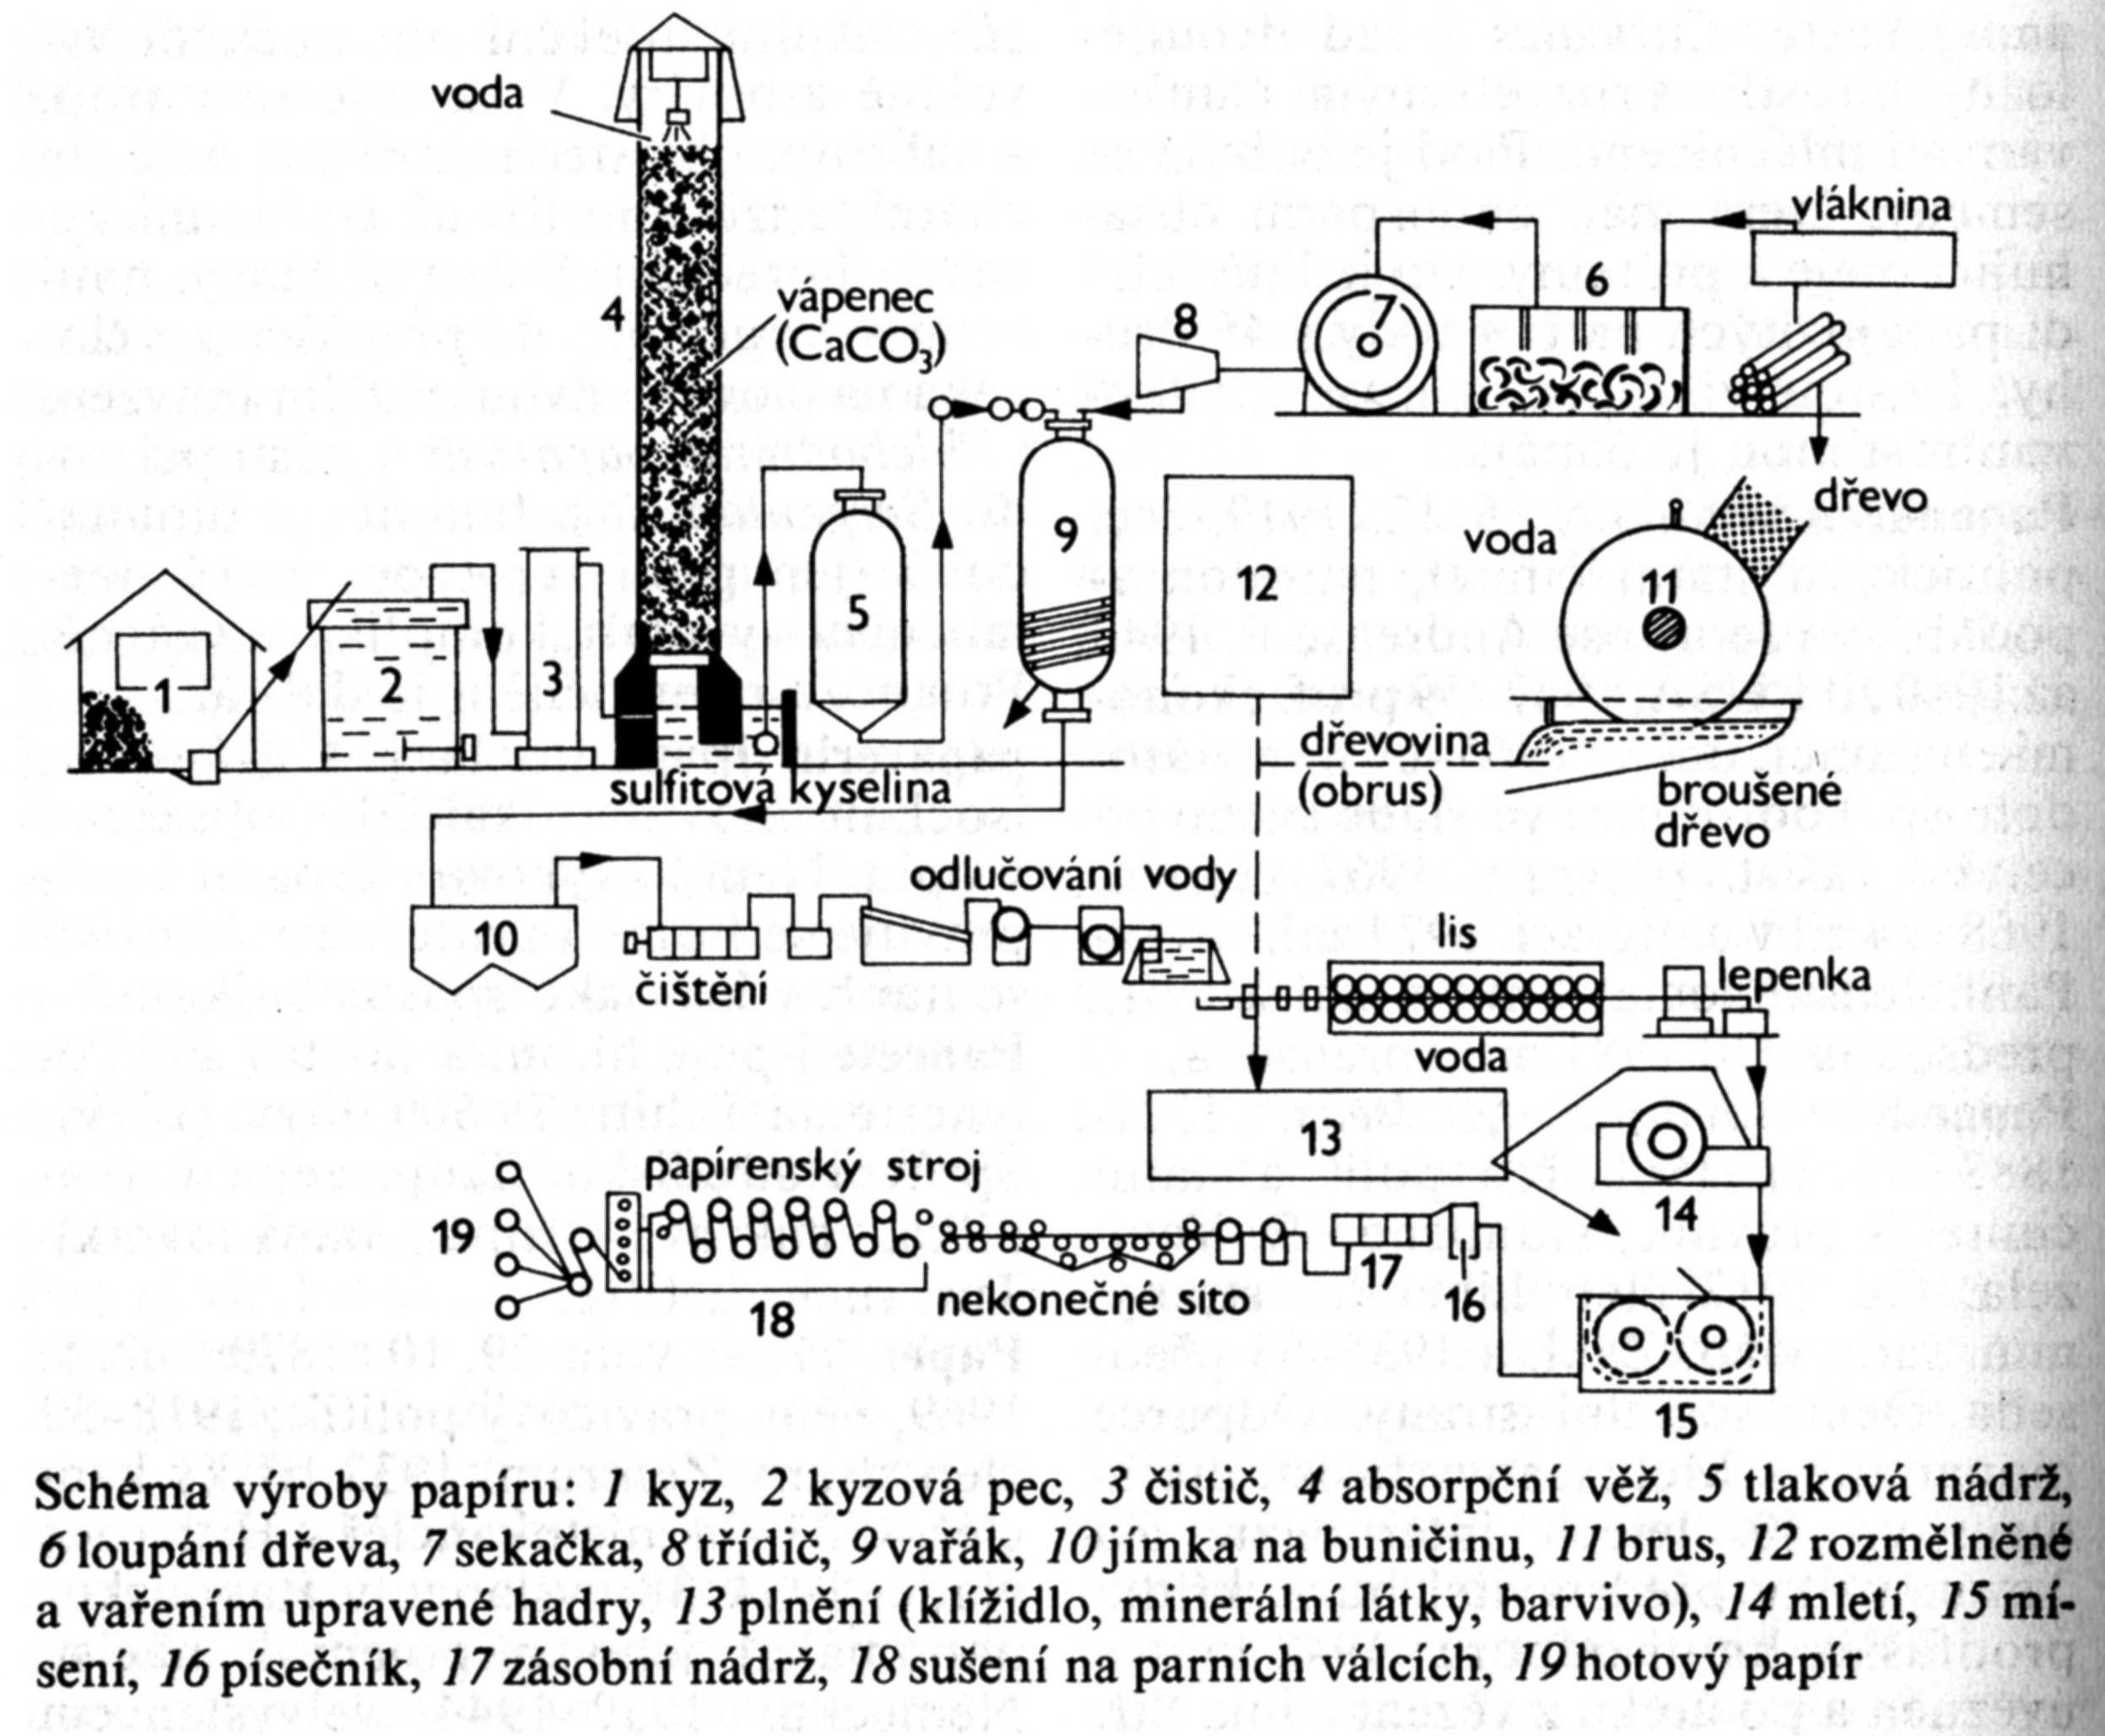 voda
vláknina
6
4
vápenec
(CaCO3)
8
7
dřevo
9
12
voda
11
5
1
2
3
dřevovina
(obrus)
sulfitová kyselina
broušené
dřevo
odlučování vody
10
lis
lepenka
čištění
voda
13
papírenský stroj
14
19
17
16
nekonečné síto
18
15
Schéma výroby papíru: 1 kyz, 2 kyzová pec, 3 čistič, 4 absorpční věž, 5 tlaková nádrž,
6 loupání dřeva, 7 sekačka, 8 třídič, 9 vařák, 10 jímka na buničinu, 11 brus, 12 rozmělněné
a vařením upravené hadry, 13 plnění (klížidlo, minerální látky, barvivo), 14 mletí, 15 mí-
sení, 16 písečník, 17 zásobní nádrž, 18 sušení na parních válcích, 19 hotový papír